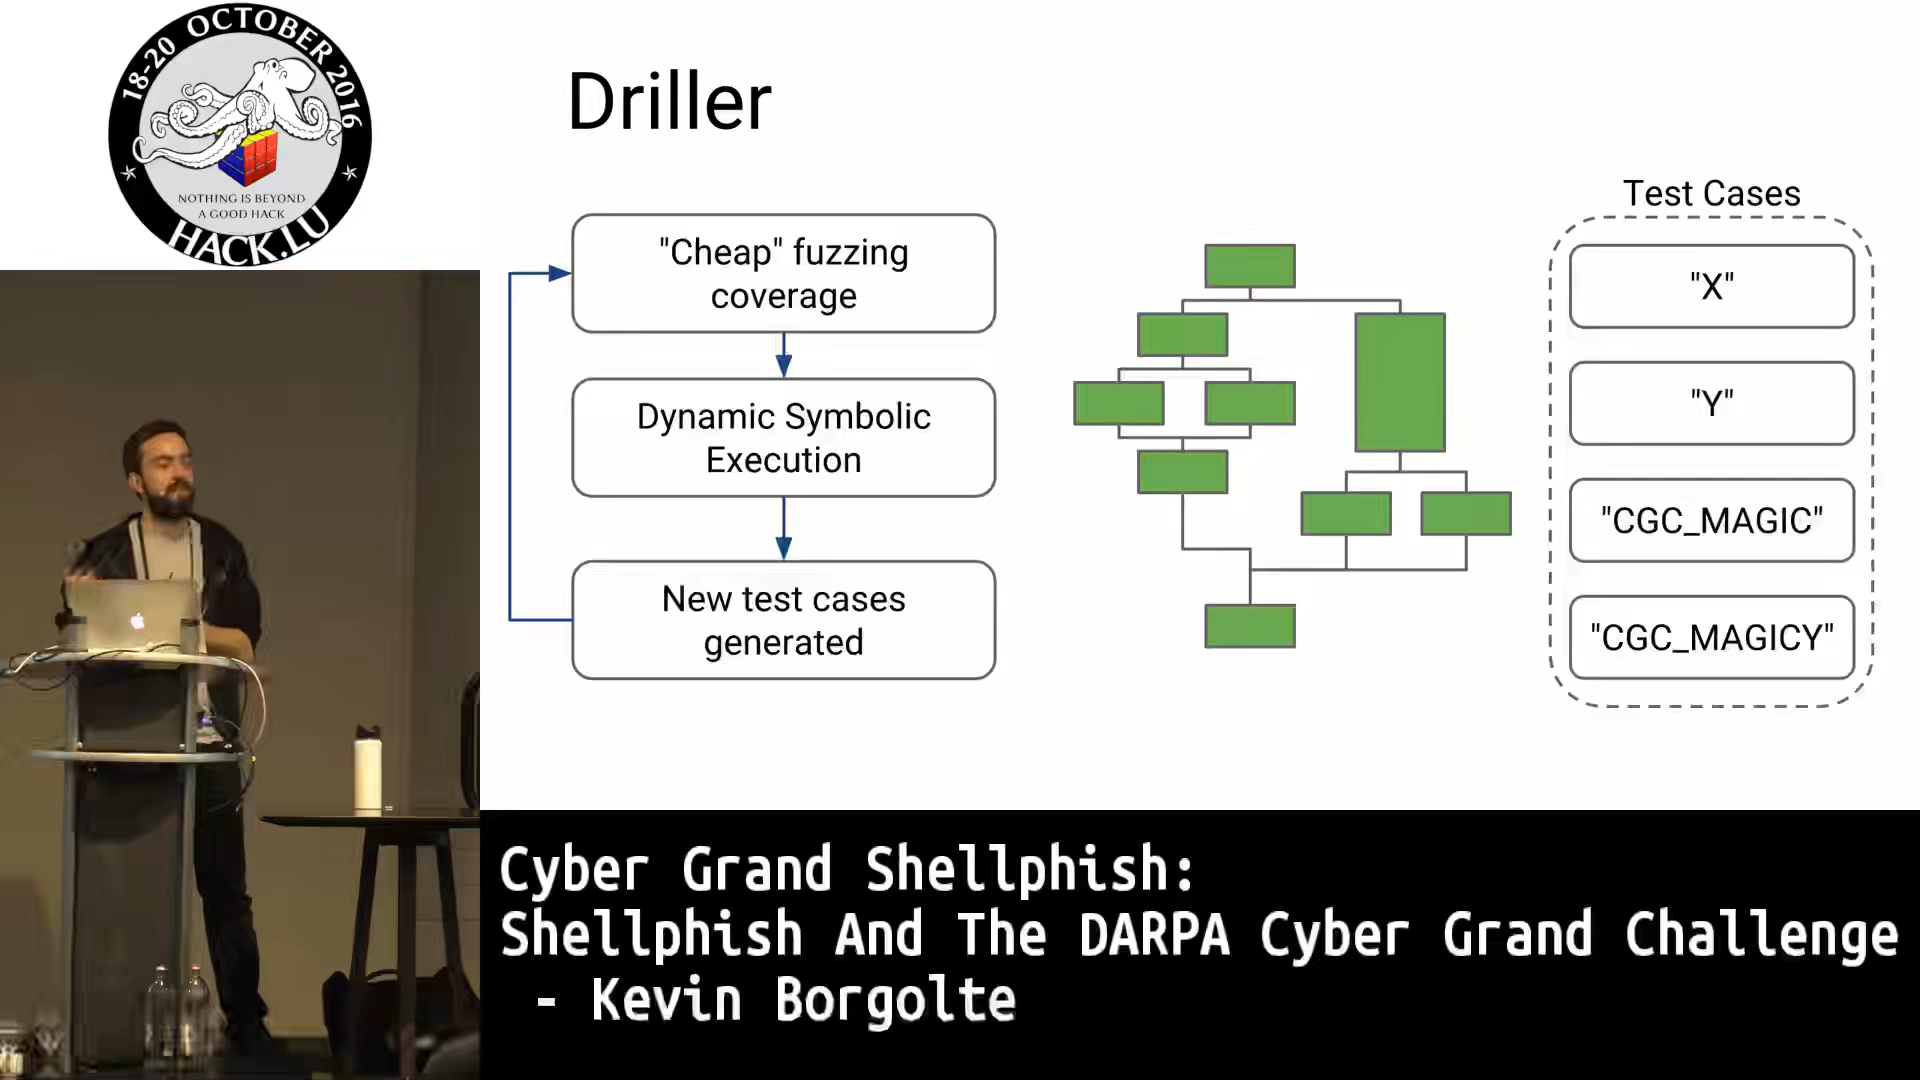 18-20 OCTOBER 2016
NOTHING IS BEYOND
A GOOD HACK
HACK.LU
Driller
"Cheap" fuzzing
coverage
Dynamic Symbolic
Execution
New test cases
generated
Test Cases
"X"
"Y"
"CGC_MAGIC"
"CGC_MAGICY"
Cyber Grand Shellphish:
Shellphish And The DARPA Cyber Grand Challenge
- Kevin Borgolte